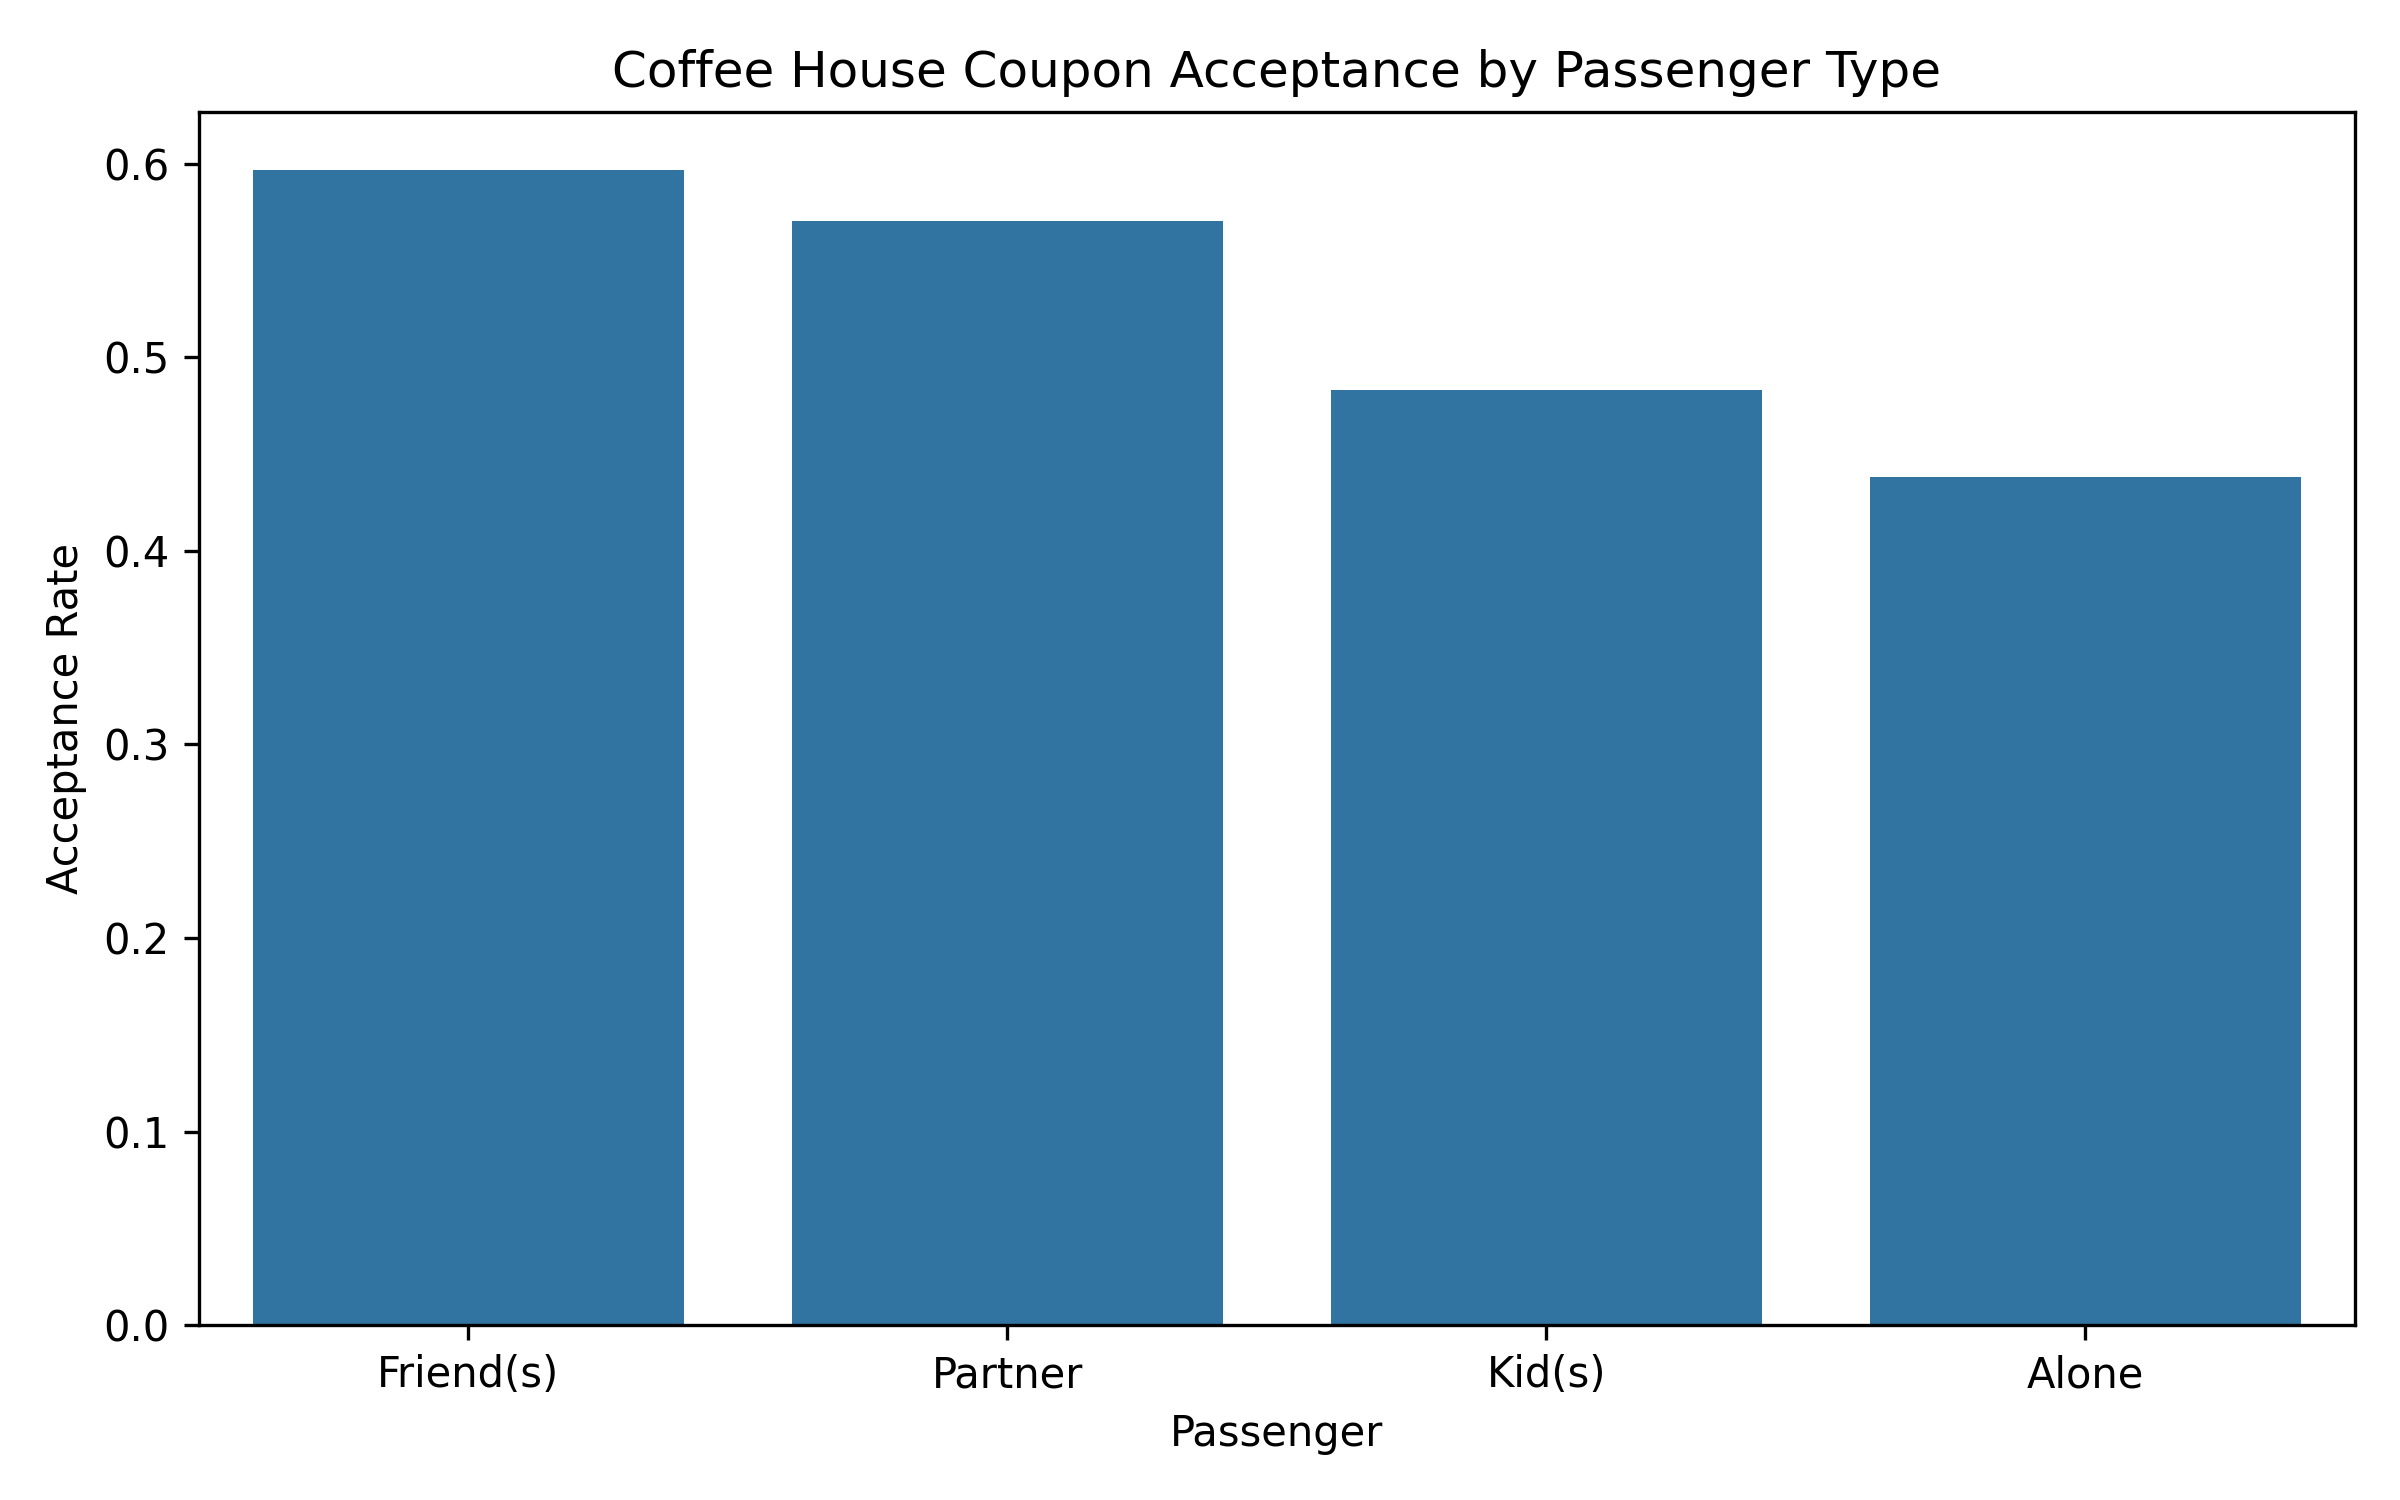 Coffee House Coupon Acceptance by Passenger Type
0.6
0.5
0.4
0.3
0.2
0.1
0.0
Acceptance Rate
Friend(s) Partner Kid(s) Alone
Passenger